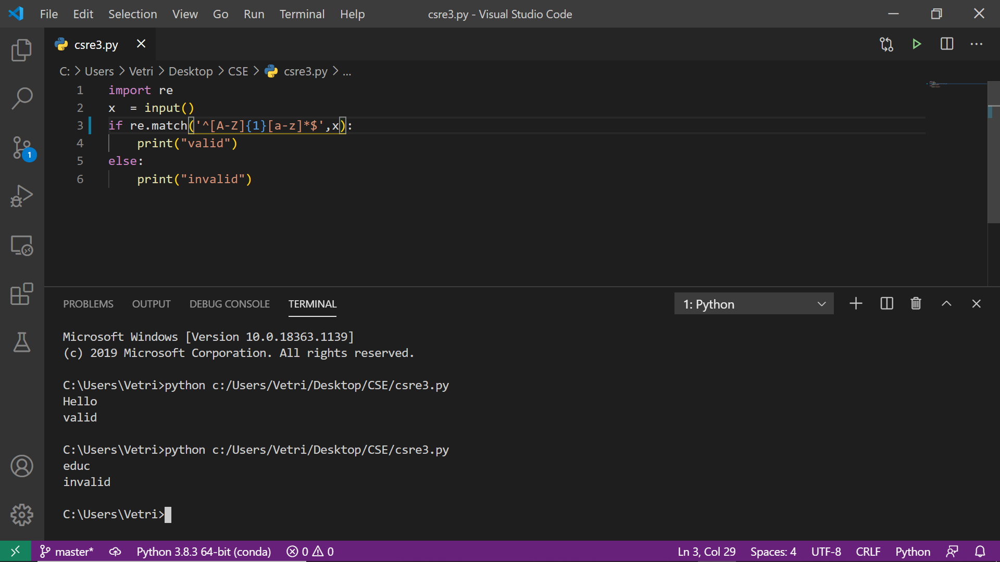 File Edit Selection View Go Run Terminal Help csre3.py - Visual Studio Code
csre3.py
C: > Users > Vetri > Desktop > CSE > csre3.py > ...
1 import re
2 x  = input()
3 if re.match('^[A-Z]{1}[a-z]*$',x):
4     print("valid")
5 else:
6     print("invalid")
1
PROBLEMS OUTPUT DEBUG CONSOLE TERMINAL 1: Python
Microsoft Windows [Version 10.0.18363.1139]
(c) 2019 Microsoft Corporation. All rights reserved.
C:\Users\Vetri>python c:/Users/Vetri/Desktop/CSE/csre3.py
Hello
valid
C:\Users\Vetri>python c:/Users/Vetri/Desktop/CSE/csre3.py
educ
invalid
C:\Users\Vetri>
master* Python 3.8.3 64-bit (conda) 0 0 Ln 3, Col 29 Spaces: 4 UTF-8 CRLF Python